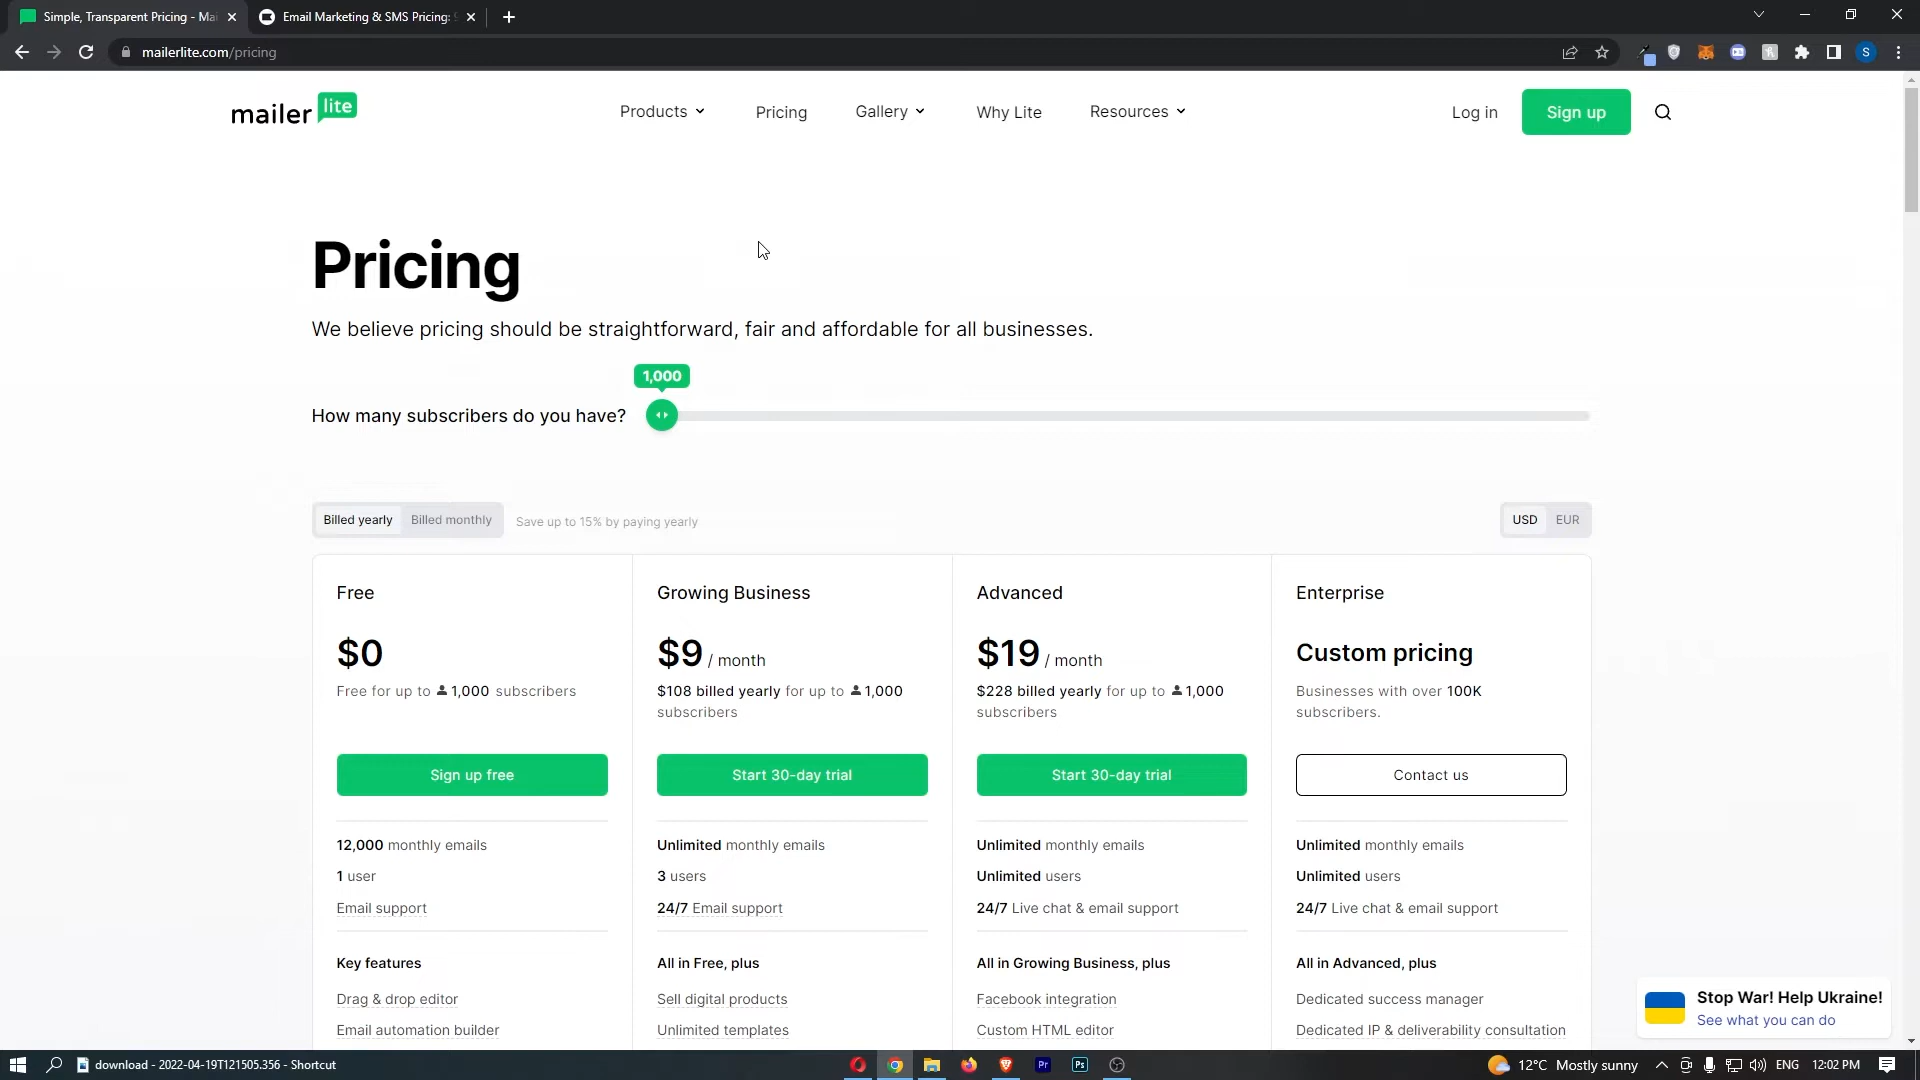 Simple, Transparent Pricing - Mai
Email Marketing & SMS Pricing:
mailerlite.com/pricing
S
mailer lite
Products
Pricing
Gallery
Why Lite
Resources
Log in
Sign up
Pricing
We believe pricing should be straightforward, fair and affordable for all businesses.
1,000
How many subscribers do you have?
Billed yearly
Billed monthly
Save up to 15% by paying yearly
USD
EUR
Free
$0
Free for up to 1,000 subscribers
Sign up free
12,000 monthly emails
1 user
Email support
Key features
Drag & drop editor
Email automation builder
Growing Business
$9 / month
$108 billed yearly for up to 1,000
subscribers
Start 30-day trial
Unlimited monthly emails
3 users
24/7 Email support
All in Free, plus
Sell digital products
Unlimited templates
Advanced
$19 / month
$228 billed yearly for up to 1,000
subscribers
Start 30-day trial
Unlimited monthly emails
Unlimited users
24/7 Live chat & email support
All in Growing Business, plus
Facebook integration
Custom HTML editor
Enterprise
Custom pricing
Businesses with over 100K
subscribers.
Contact us
Unlimited monthly emails
Unlimited users
24/7 Live chat & email support
All in Advanced, plus
Dedicated success manager
Dedicated IP & deliverability consultation
Stop War! Help Ukraine!
See what you can do
download - 2022-04-19T121505.356 - Shortcut
Pr
Ps
12°C Mostly sunny
ENG
12:02 PM